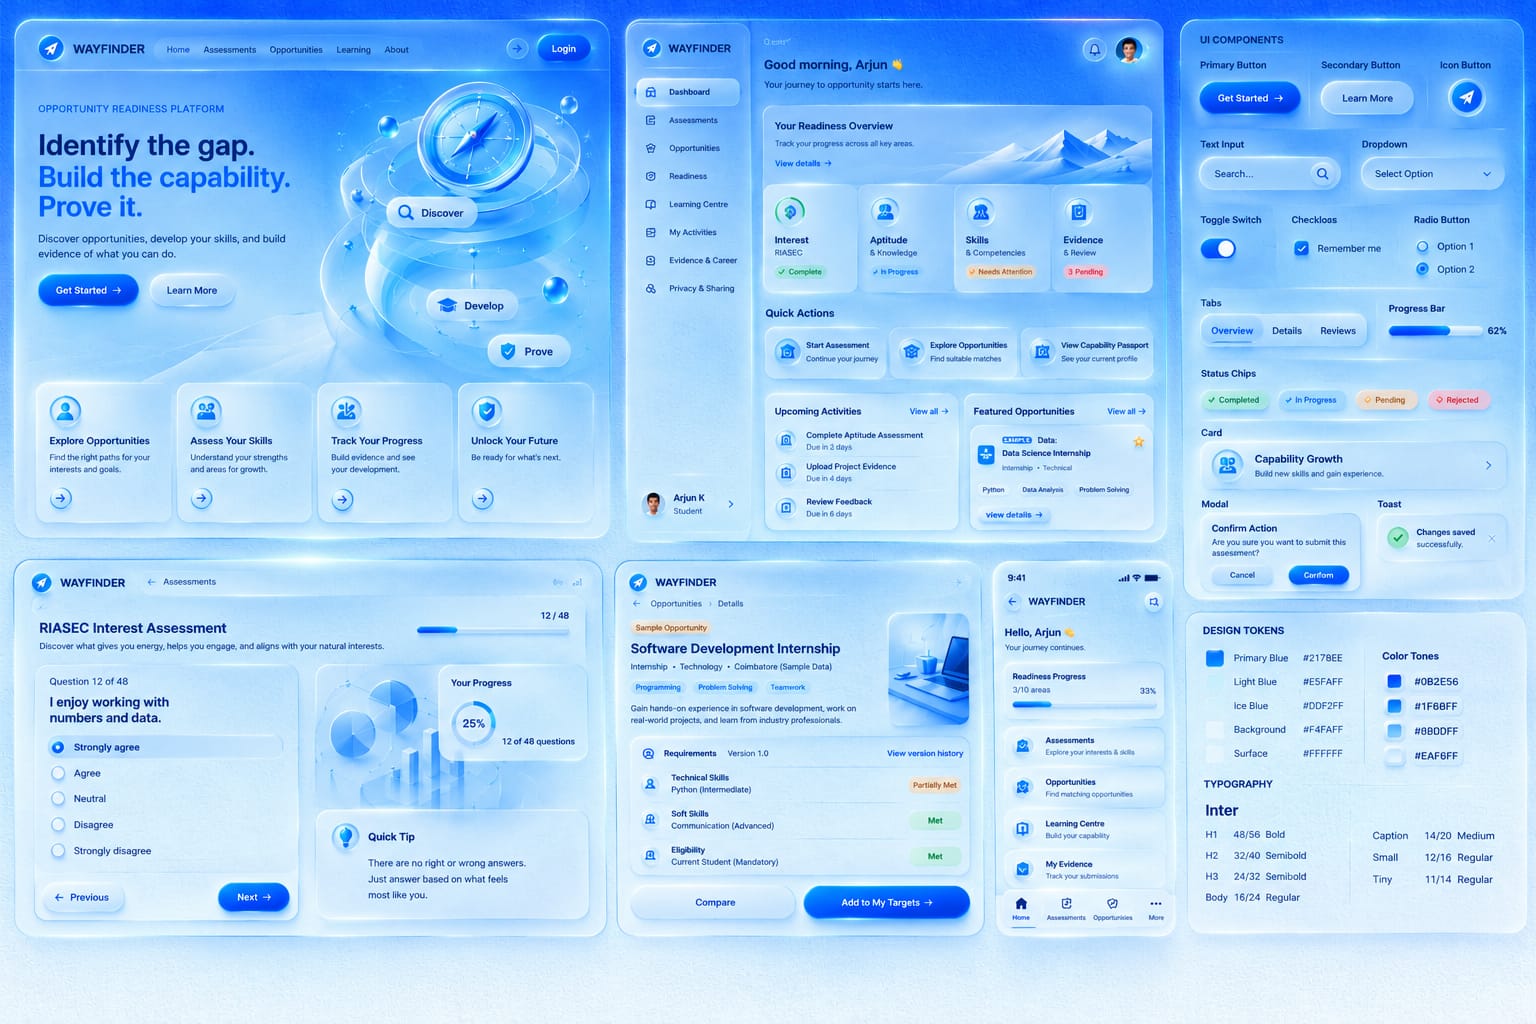 WAYFINDER
Home Assessments Opportunities Learning About
Login
OPPORTUNITY READINESS PLATFORM
Identify the gap.
Build the capability.
Prove it.
Discover opportunities, develop your skills, and build
evidence of what you can do.
Get Started →
Learn More
Discover
Develop
Prove
Explore Opportunities
Find the right paths for your
interests and goals.
Assess Your Skills
Understand your strengths
and areas for growth.
Track Your Progress
Build evidence and see
your development.
Unlock Your Future
Be ready for what's next.
WAYFINDER
Dashboard
Assessments
Opportunities
Readiness
Learning Centre
My Activities
Evidence & Career
Privacy & Sharing
Arjun K
Student
Good morning, Arjun 👋
Your journey to opportunity starts here.
Your Readiness Overview
Track your progress across all key areas.
View details →
Interest
RIASEC
Complete
Aptitude
& Knowledge
In Progress
Skills
& Competencies
Needs Attention
Evidence
& Review
3 Pending
Quick Actions
Start Assessment
Continue your journey
Explore Opportunities
Find suitable matches
View Capability Passport
See your current profile
Upcoming Activities
View all →
Complete Aptitude Assessment
Due in 2 days
Upload Project Evidence
Due in 4 days
Review Feedback
Due in 6 days
Featured Opportunities
View all →
SAMPLE Data:
Data Science Internship
Internship • Technical
Python Data Analysis Problem Solving
view details →
UI COMPONENTS
Primary Button
Secondary Button
Icon Button
Get Started →
Learn More
Text Input
Dropdown
Search...
Select Option
Toggle Switch
Checkloas
Radio Button
Remember me
Option 1
Option 2
Tabs
Progress Bar
Overview
Details
Reviews
62%
Status Chips
Completed
In Progress
Pending
Rejected
Card
Capability Growth
Build new skills and gain experience.
Modal
Toast
Confirm Action
Are you sure you want to submit this
assessment?
Cancel
Confirm
Changes saved
successfully.
WAYFINDER
← Assessments
RIASEC Interest Assessment
12 / 48
Discover what gives you energy, helps you engage, and aligns with your natural interests.
Question 12 of 48
I enjoy working with
numbers and data.
Strongly agree
Agree
Neutral
Disagree
Strongly disagree
← Previous
Next →
Your Progress
25%
12 of 48 questions
Quick Tip
There are no right or wrong answers.
Just answer based on what feels
most like you.
WAYFINDER
← Opportunities › Details
Sample Opportunity
Software Development Internship
Internship • Technology • Coimbatore (Sample Data)
Programming Problem Solving Teamwork
Gain hands-on experience in software development, work on
real-world projects, and learn from industry professionals.
Requirements Version 1.0
View version history
Technical Skills
Python (Intermediate)
Partially Met
Soft Skills
Communication (Advanced)
Met
Eligibility
Current Student (Mandatory)
Met
Compare
Add to My Targets →
9:41
WAYFINDER
Hello, Arjun 👋
Your journey continues.
Readiness Progress
3/10 areas
33%
Assessments
Explore your interests & skills
Opportunities
Find matching opportunities
Learning Centre
Build your capability
My Evidence
Track your submissions
Home
Assessments
Opportunities
More
DESIGN TOKENS
Primary Blue #217BEE
Light Blue #E5FAFF
Ice Blue #DDF2FF
Background #F4FAFF
Surface #FFFFFF
Color Tones
#0B2E56
#1F60FF
#8BDDFF
#EAF6FF
TYPOGRAPHY
Inter
H1 48/56 Bold
H2 32/40 Semibold
H3 24/32 Semibold
Body 16/24 Regular
Caption 14/20 Medium
Small 12/16 Regular
Tiny 11/14 Regular